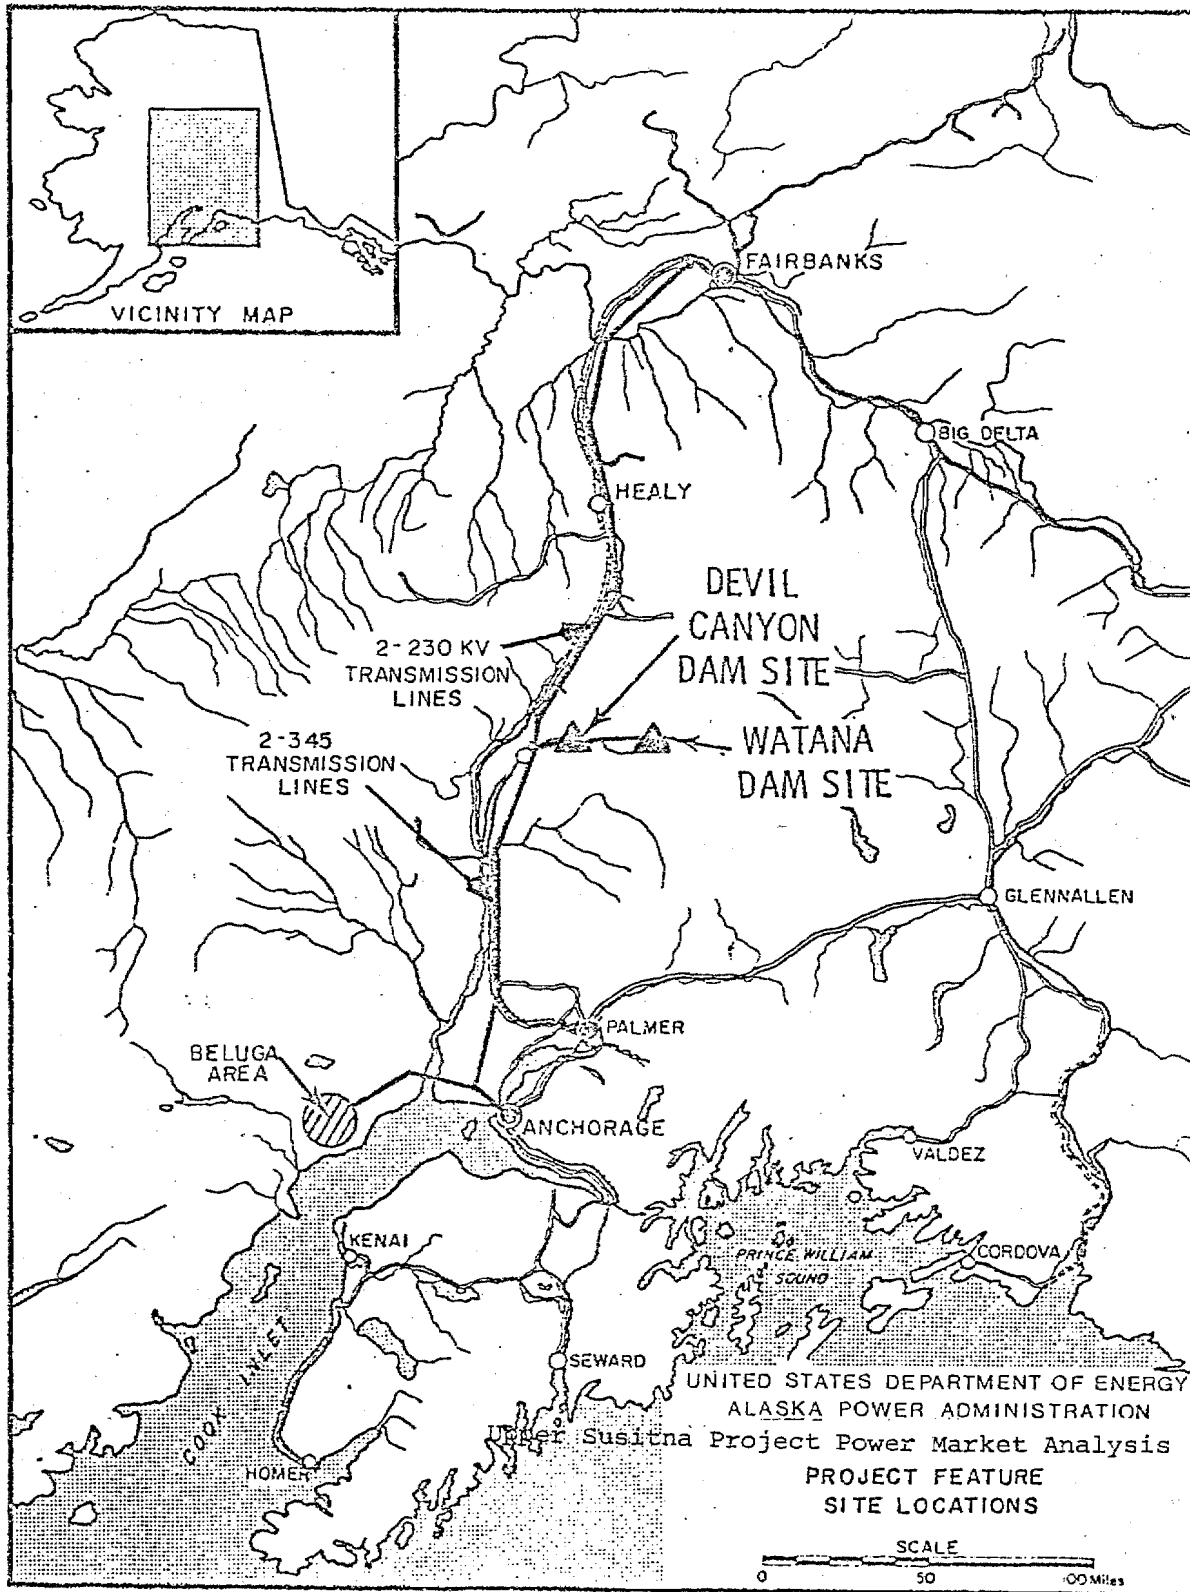 VICINITY MAP
FAIRBANKS
BIG DELTA
HEALY
DEVIL
CANYON
DAM SITE
2-230 KV
TRANSMISSION
LINES
2-345
TRANSMISSION
LINES
WATANA
DAM SITE
GLENNALLEN
PALMER
BELUGA
AREA
ANCHORAGE
VALDEZ
KENAI
PRINCE WILLIAM
SOUND
CORDOVA
COOK INLET
SEWARD
HOMER
UNITED STATES DEPARTMENT OF ENERGY
ALASKA POWER ADMINISTRATION
Upper Susitna Project Power Market Analysis
PROJECT FEATURE
SITE LOCATIONS
SCALE
0 50 100 Miles